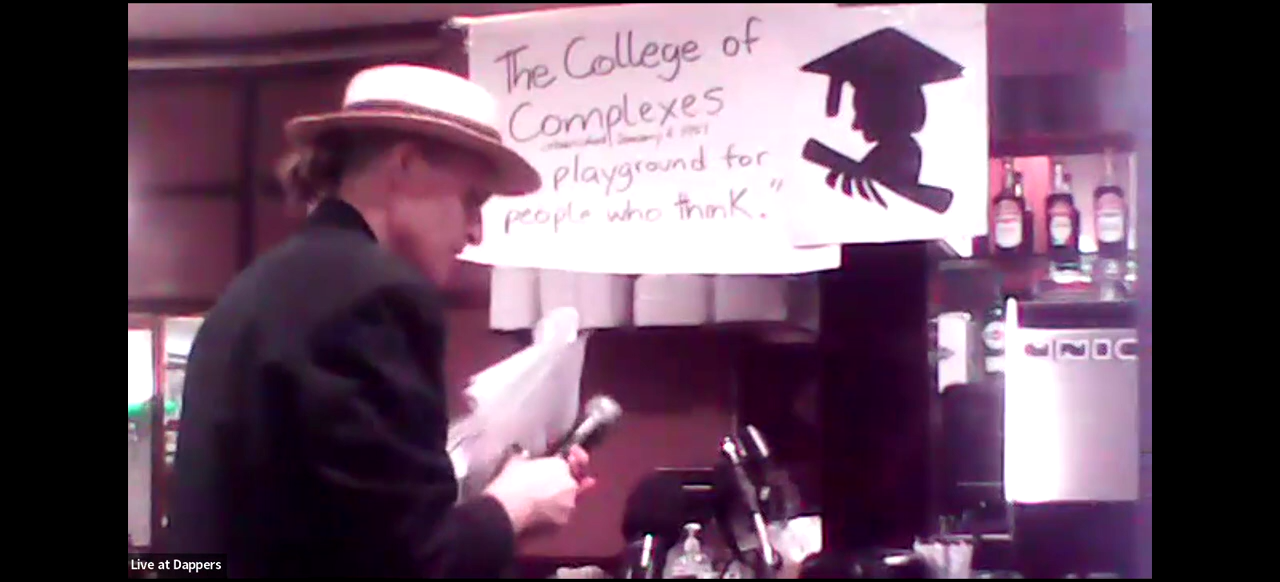 The College of
Complexes
playground for
people who think."
Live at Dappers